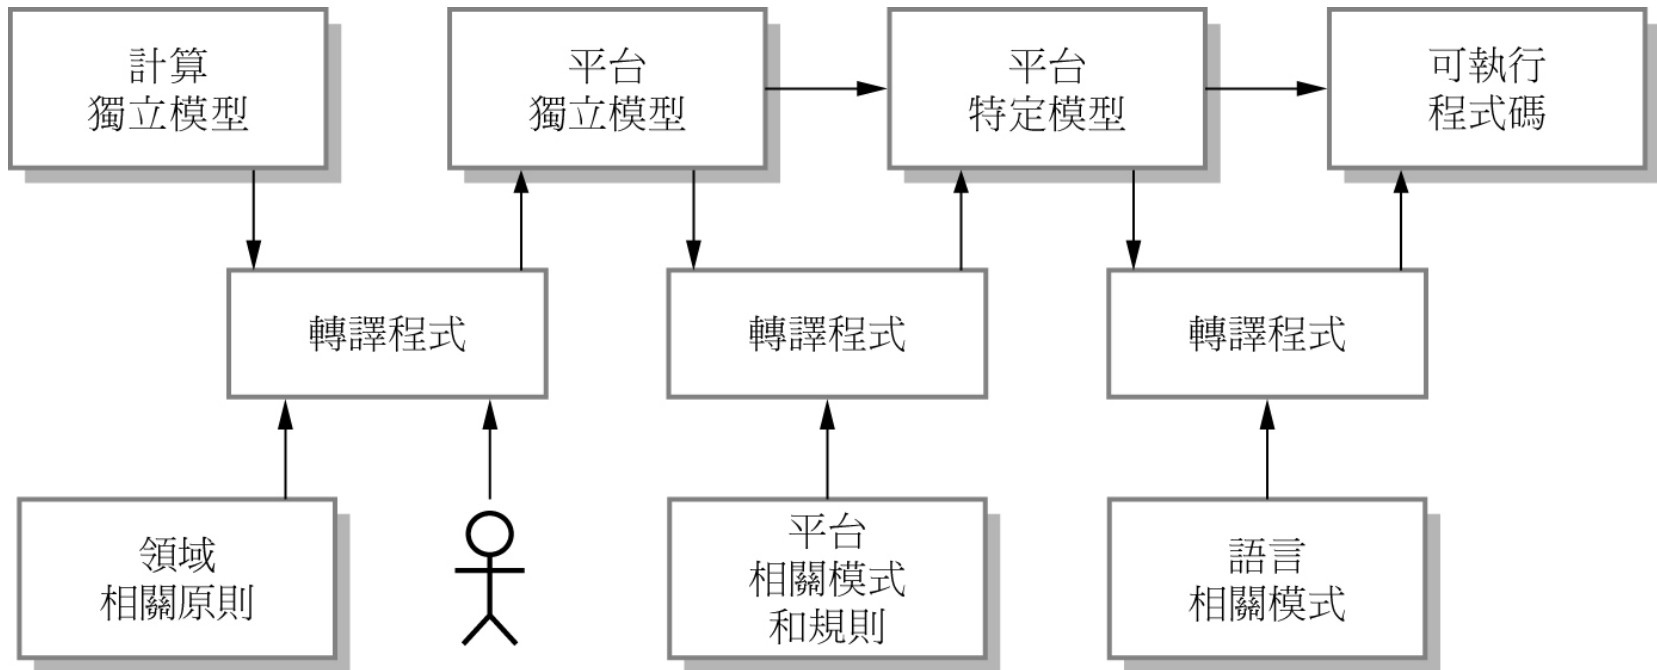 計算
獨立模型
平台
獨立模型
平台
特定模型
可執行
程式碼
轉譯程式
轉譯程式
轉譯程式
領域
相關原則
平台
相關模式
和規則
語言
相關模式